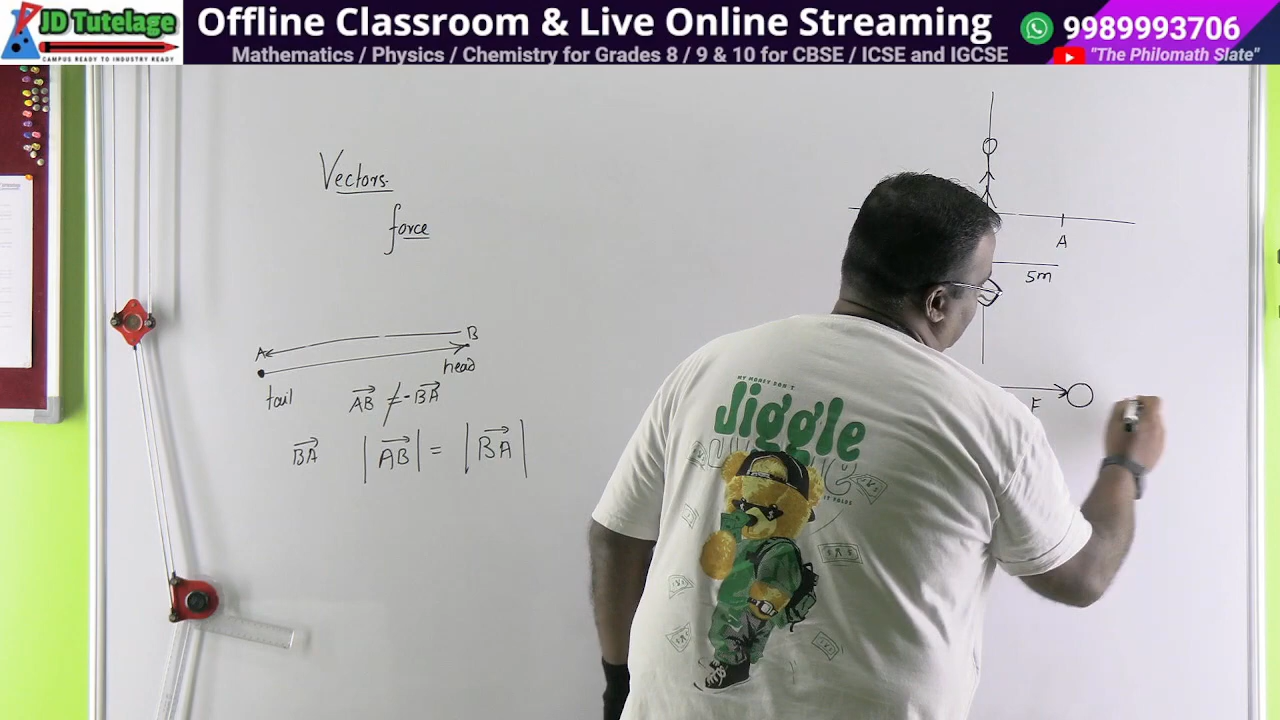 JD Tutelage
CAMPUS READY TO INDUSTRY READY
Offline Classroom & Live Online Streaming
Mathematics / Physics / Chemistry for Grades 8 / 9 & 10 for CBSE / ICSE and IGCSE
9989993706
"The Philomath Slate"
Vectors
force
A
5m
B
A
head
tail
AB⃗ ≠ -BA⃗
BA⃗ |AB⃗| = |BA⃗|
F
MY MONEY DON'T
Jiggle